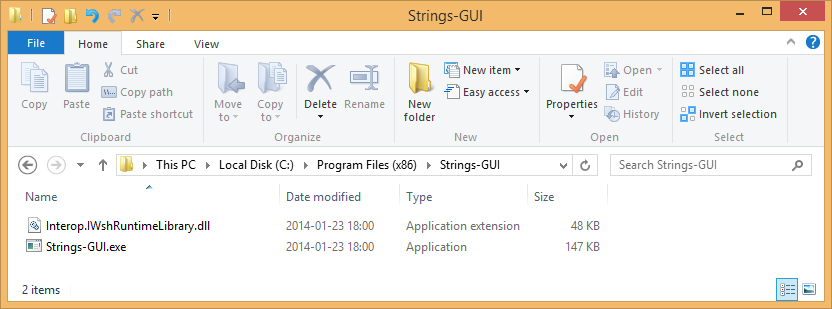 Strings-GUI
File Home Share View
Copy Paste Cut Copy path Paste shortcut
Move to Copy to Delete Rename
New folder New item Easy access
Properties Open Edit History
Select all Select none Invert selection
Clipboard Organize New Open Select
This PC Local Disk (C:) Program Files (x86) Strings-GUI Search Strings-GUI
Name Date modified Type Size
Interop.IWshRuntimeLibrary.dll 2014-01-23 18:00 Application extension 48 KB
Strings-GUI.exe 2014-01-23 18:00 Application 147 KB
2 items